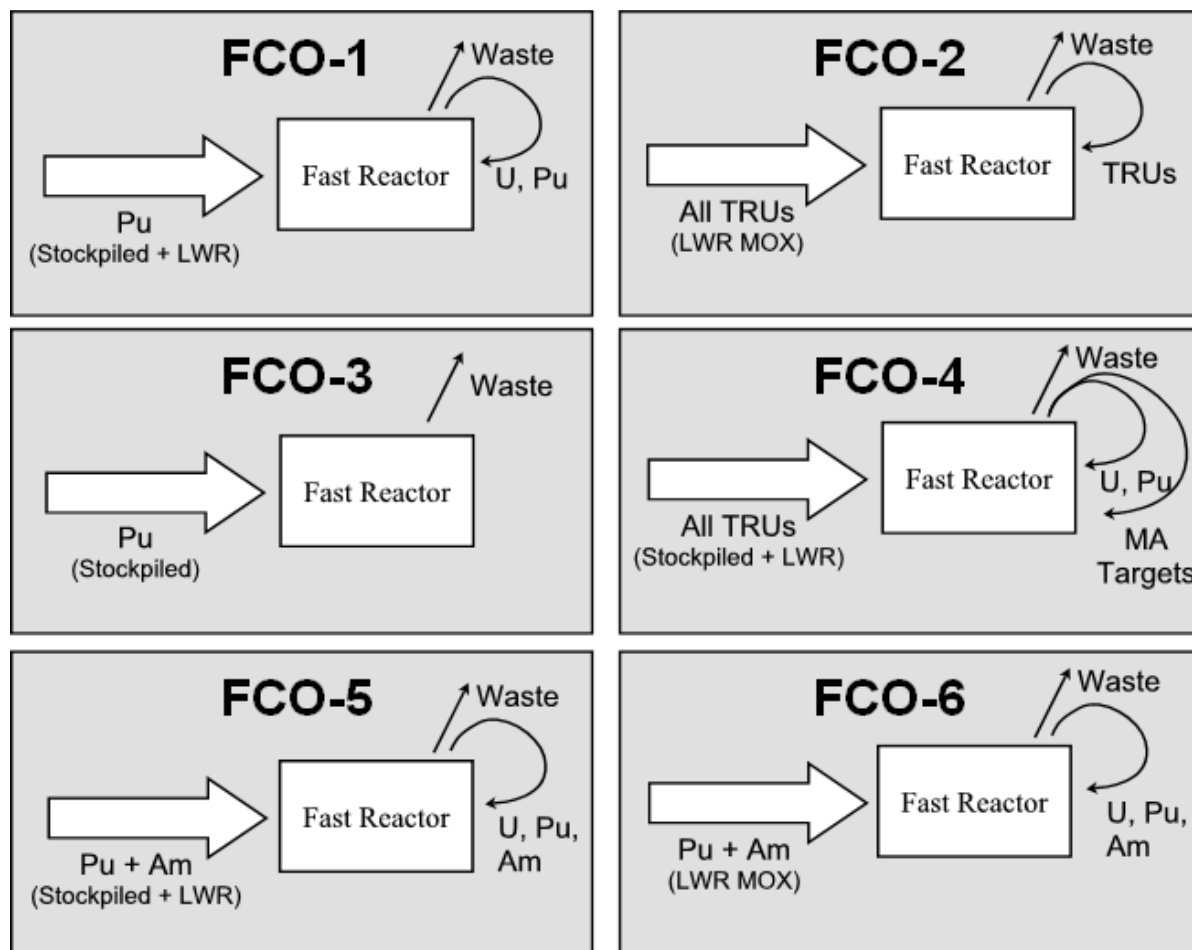 FCO-1
Waste
Fast Reactor
U, Pu
Pu
(Stockpiled + LWR)
FCO-2
Waste
Fast Reactor
TRUs
All TRUs
(LWR MOX)
FCO-3
Waste
Fast Reactor
Pu
(Stockpiled)
FCO-4
Waste
Fast Reactor
U, Pu
All TRUs
(Stockpiled + LWR)
MA
Targets
FCO-5
Waste
Fast Reactor
U, Pu,
Am
Pu + Am
(Stockpiled + LWR)
FCO-6
Waste
Fast Reactor
U, Pu,
Am
Pu + Am
(LWR MOX)